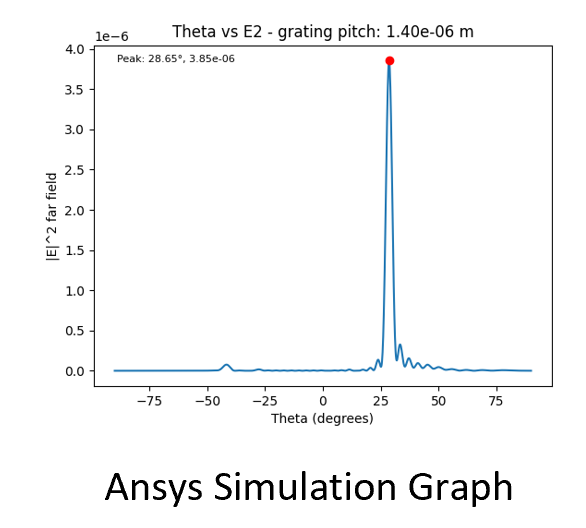 Theta vs E2 - grating pitch: 1.40e-06 m
1e-6
Peak: 28.65°, 3.85e-06
4.0
3.5
3.0
2.5
2.0
1.5
1.0
0.5
0.0
|E|^2 far field
−75 −50 −25 0 25 50 75
Theta (degrees)
Ansys Simulation Graph